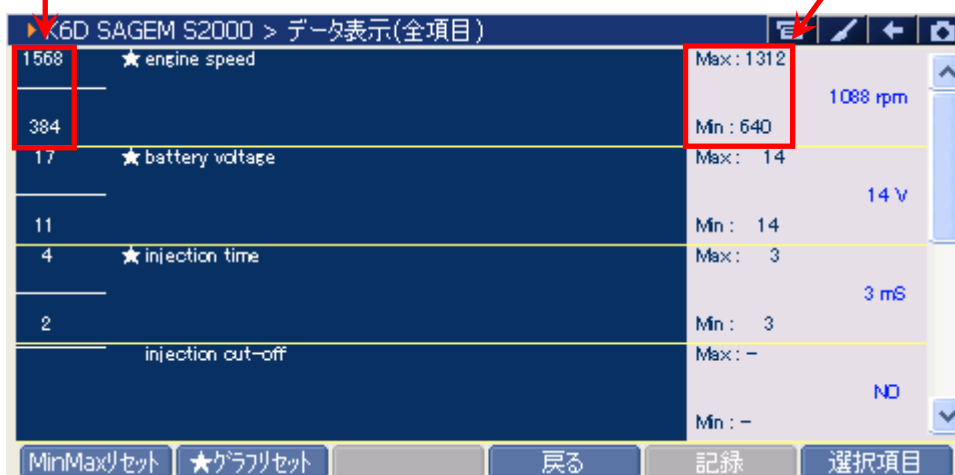 K6D SAGEM S2000 > データ表示(全項目)
1568 ★ engine speed Max : 1312
1088 rpm
384 Min : 640
17 ★ battery voltage Max : 14
14 V
11 Min : 14
4 ★ injection time Max : 3
3 mS
2 Min : 3
injection cut-off Max : -
NO
Min : -
MinMaxリセット ★グラフリセット 戻る 記録 選択項目